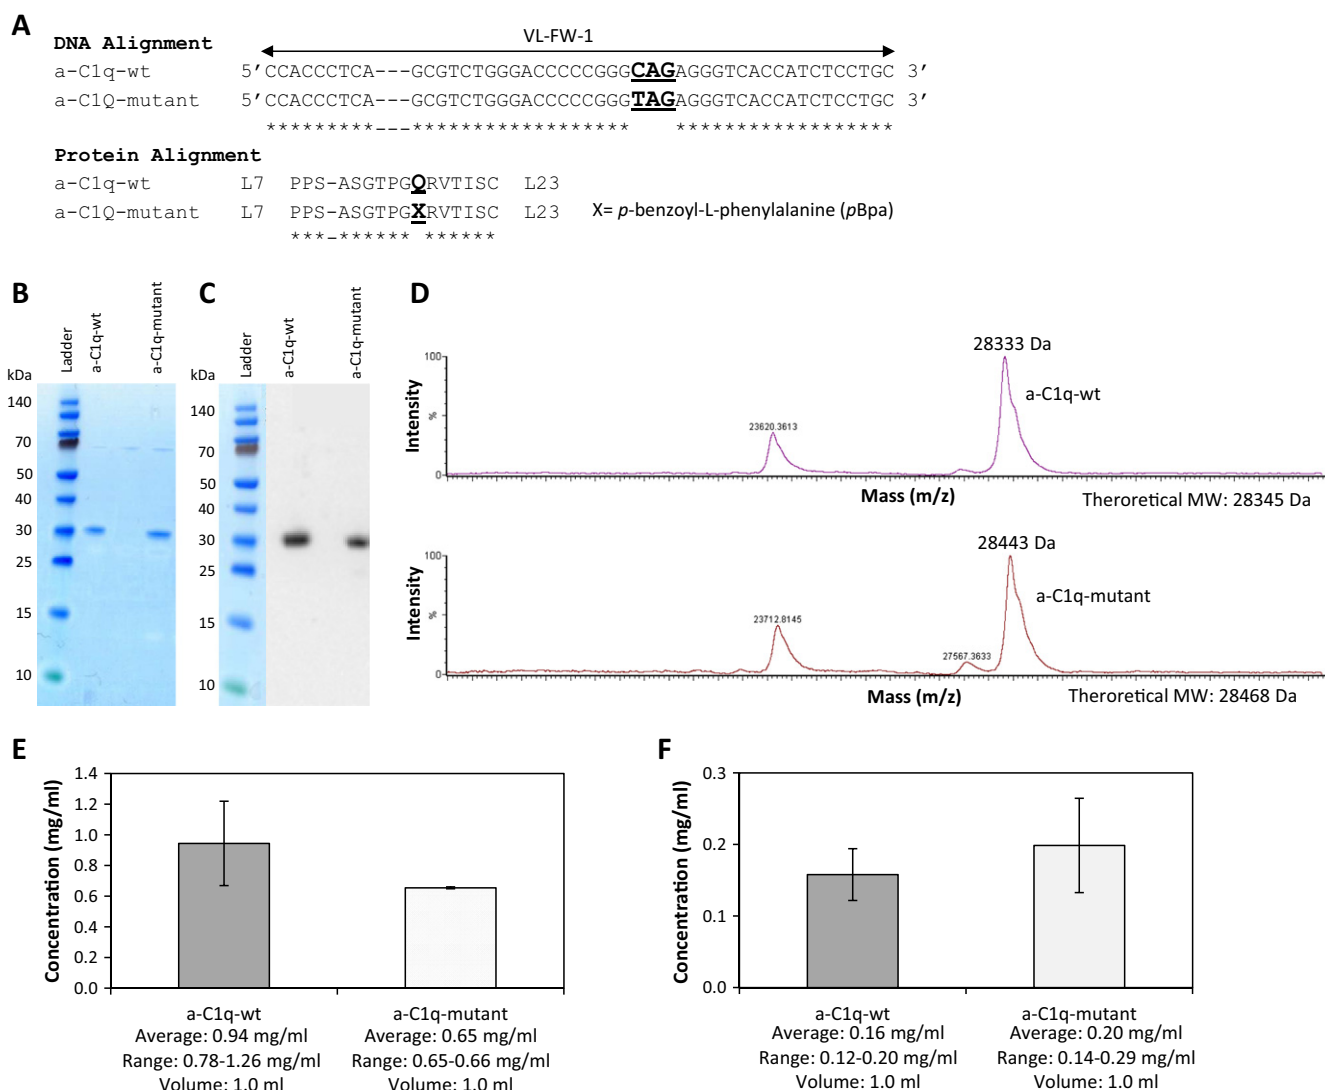 A
DNA Alignment
VL-FW-1
a-C1q-wt 5’CCACCCTCA---GCGTCTGGGACCCCCGGGCAGAGGGTCACCATCTCCTGC 3’
a-C1Q-mutant 5’CCACCCTCA---GCGTCTGGGACCCCCGGGTAGAGGGTCACCATCTCCTGC 3’
*********---****************** ******************
Protein Alignment
a-C1q-wt L7 PPS-ASGTPGQRVTISC L23
a-C1Q-mutant L7 PPS-ASGTPGXRVTISC L23 X= p-benzoyl-L-phenylalanine (pBpa)
***-****** ******
B
kDa
Ladder
a-C1q-wt
a-C1q-mutant
140
70
50
40
30
25
15
10
C
kDa
Ladder
a-C1q-wt
a-C1q-mutant
140
70
50
40
30
25
15
10
D
28333 Da
a-C1q-wt
23620.3613
100
%
0
Intensity
Mass (m/z)
Theroretical MW: 28345 Da
28443 Da
a-C1q-mutant
23712.8145
27567.3633
100
%
0
Intensity
Mass (m/z)
Theroretical MW: 28468 Da
E
Concentration (mg/ml)
1.4
1.2
1.0
0.8
0.6
0.4
0.2
0.0
a-C1q-wt
Average: 0.94 mg/ml
Range: 0.78-1.26 mg/ml
Volume: 1.0 ml
a-C1q-mutant
Average: 0.65 mg/ml
Range: 0.65-0.66 mg/ml
Volume: 1.0 ml
F
Concentration (mg/ml)
0.3
0.2
0.1
0.0
a-C1q-wt
Average: 0.16 mg/ml
Range: 0.12-0.20 mg/ml
Volume: 1.0 ml
a-C1q-mutant
Average: 0.20 mg/ml
Range: 0.14-0.29 mg/ml
Volume: 1.0 ml